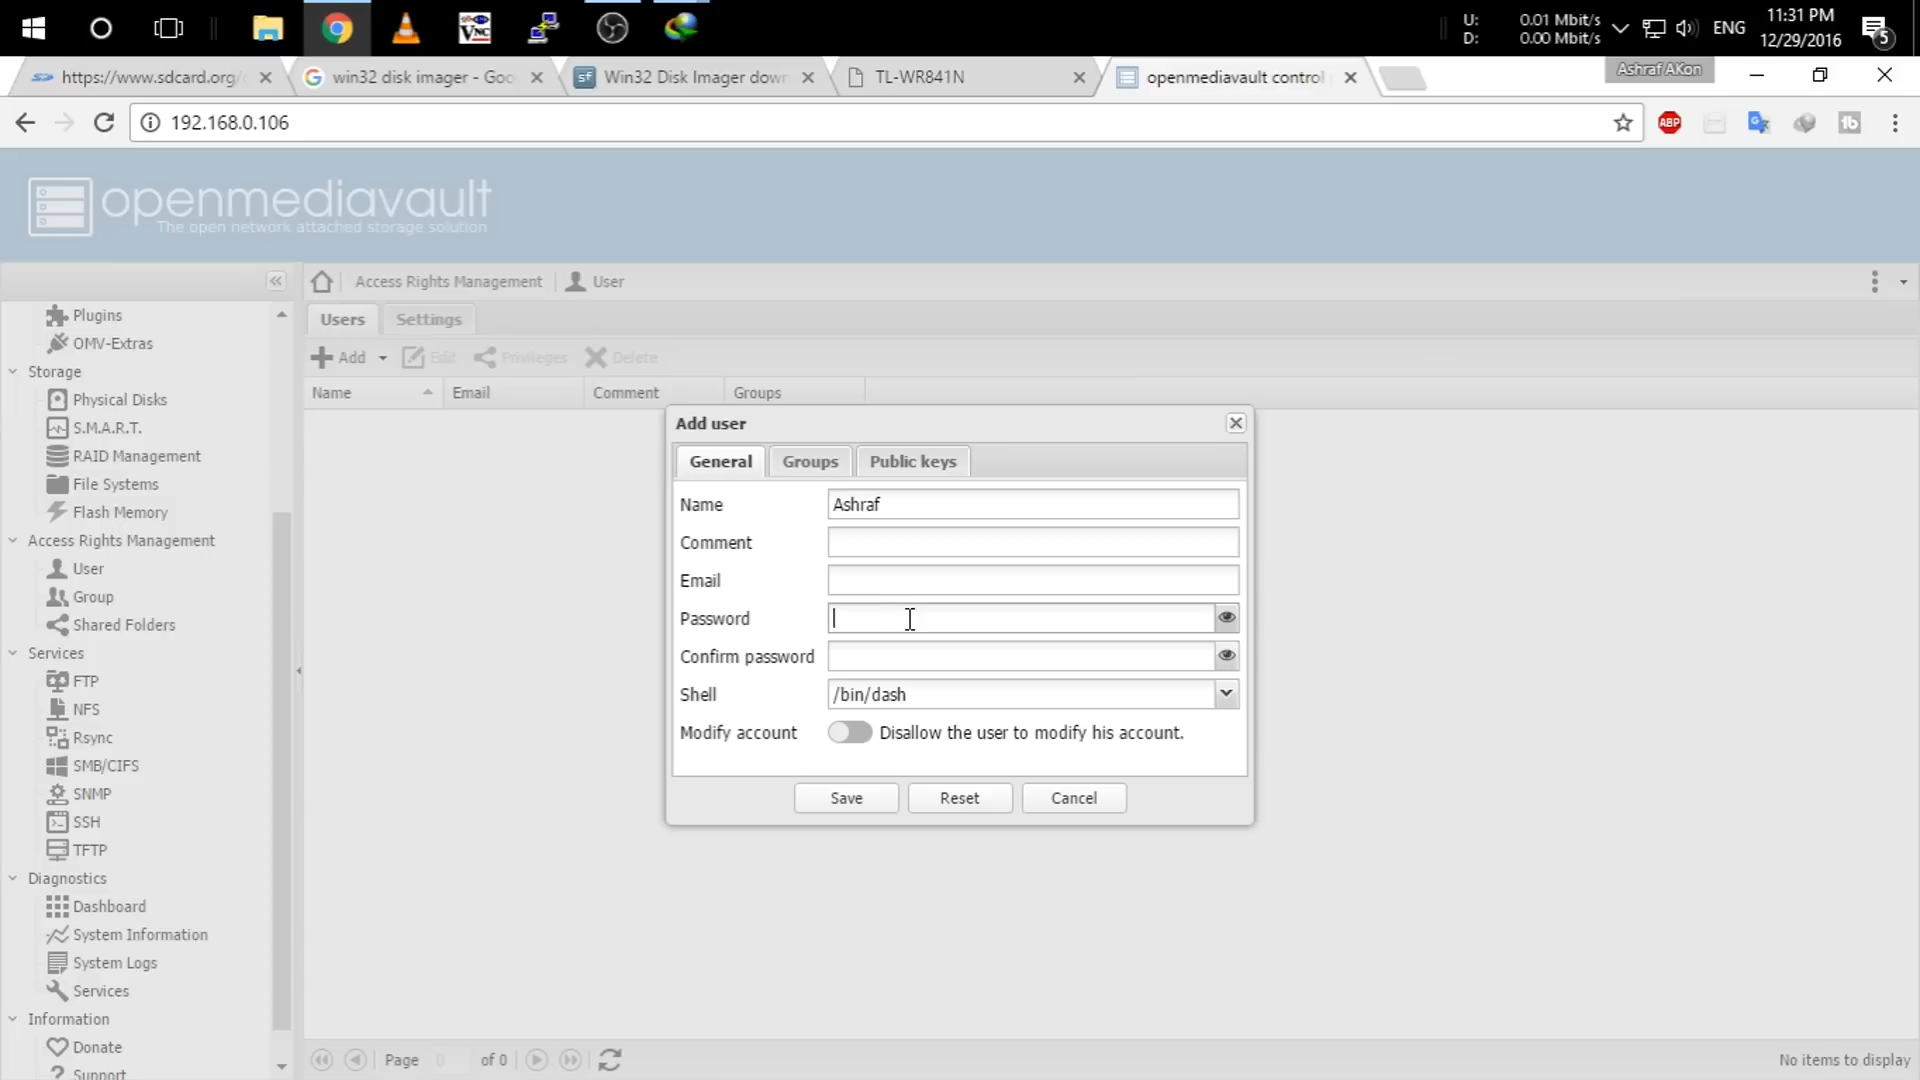 U: 0.01 Mbit/s
D: 0.00 Mbit/s
ENG
11:31 PM
12/29/2016
5
https://www.sdcard.org/
win32 disk imager - Goo
Win32 Disk Imager down
TL-WR841N
openmediavault control
Ashraf AKon
192.168.0.106
ABP
openmediavault
The open network attached storage solution
Access Rights Management
User
Plugins
OMV-Extras
Storage
Physical Disks
S.M.A.R.T.
RAID Management
File Systems
Flash Memory
Access Rights Management
User
Group
Shared Folders
Services
FTP
NFS
Rsync
SMB/CIFS
SNMP
SSH
TFTP
Diagnostics
Dashboard
System Information
System Logs
Services
Information
Donate
Support
Users
Settings
Add
Edit
Privileges
Delete
Name
Email
Comment
Groups
Add user
General
Groups
Public keys
Name
Ashraf
Comment
Email
Password
Confirm password
Shell
/bin/dash
Modify account
Disallow the user to modify his account.
Save
Reset
Cancel
Page 0 of 0
No items to display